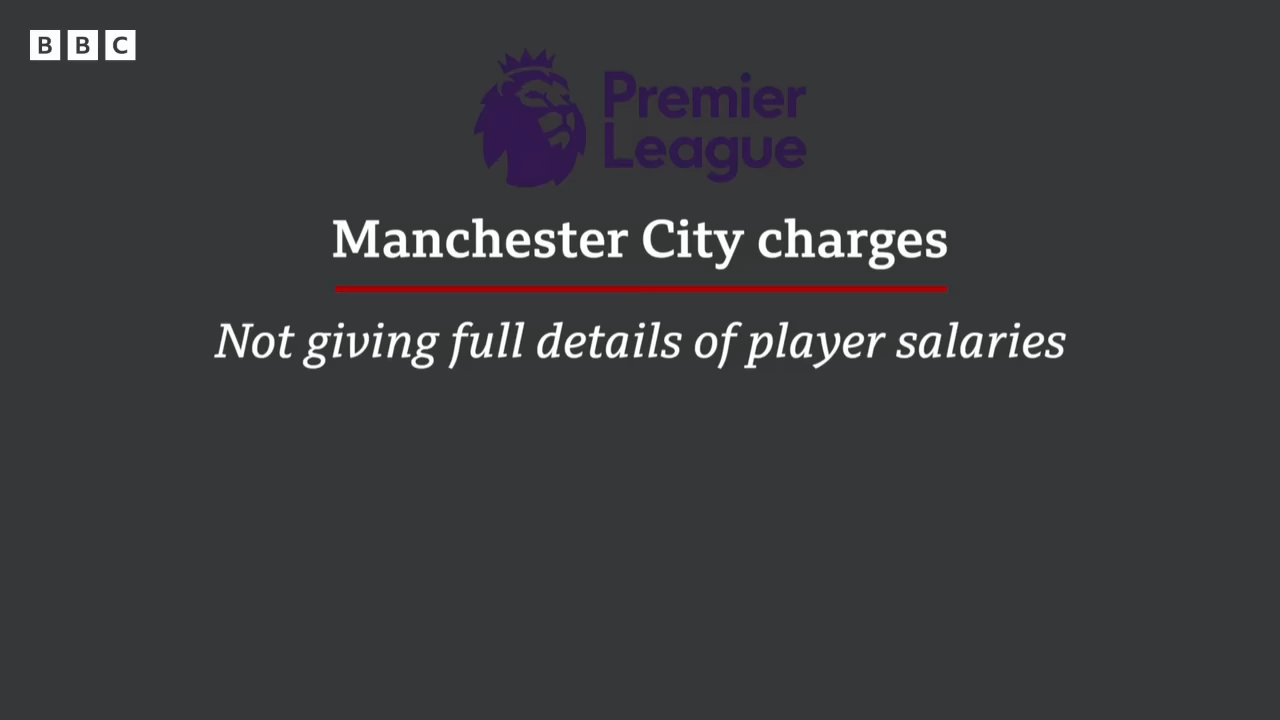 BBC
Premier
League
Manchester City charges
Not giving full details of player salaries